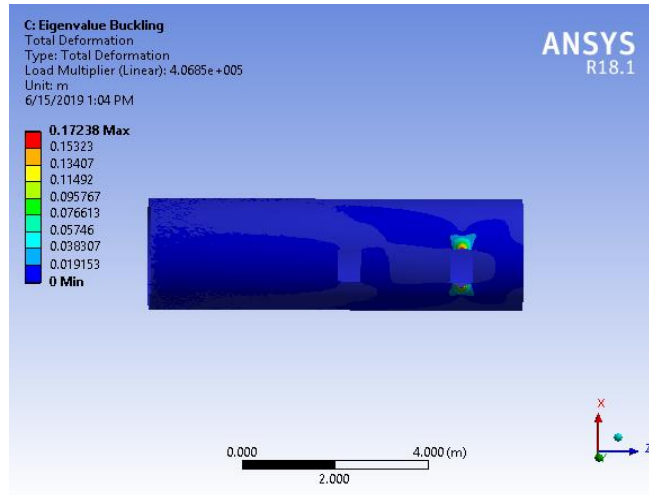 C: Eigenvalue Buckling
Total Deformation
Type: Total Deformation
Load Multiplier (Linear): 4.0685e+005
Unit: m
6/15/2019 1:04 PM
ANSYS
R18.1
0.17238 Max
0.15323
0.13407
0.11492
0.095767
0.076613
0.05746
0.038307
0.019153
0 Min
0.000
4.000 (m)
2.000
X
Z